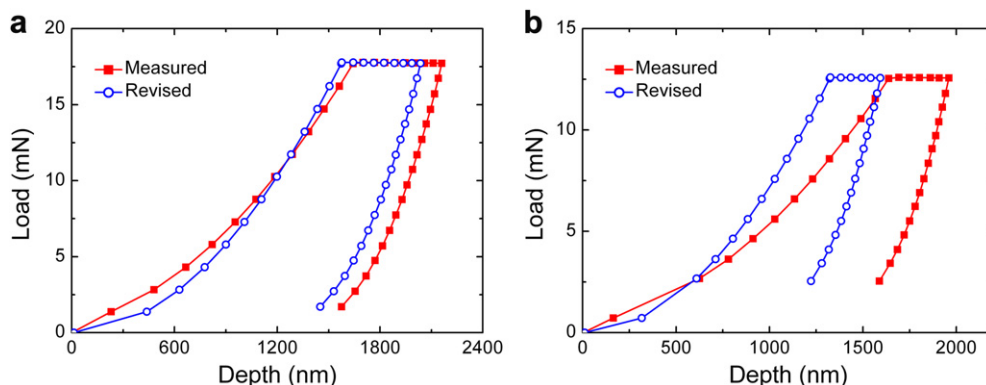 a
20
15
10
5
0
Load (mN)
Measured
Revised
0 600 1200 1800 2400
Depth (nm)
b
15
10
5
0
Load (mN)
Measured
Revised
0 500 1000 1500 2000
Depth (nm)